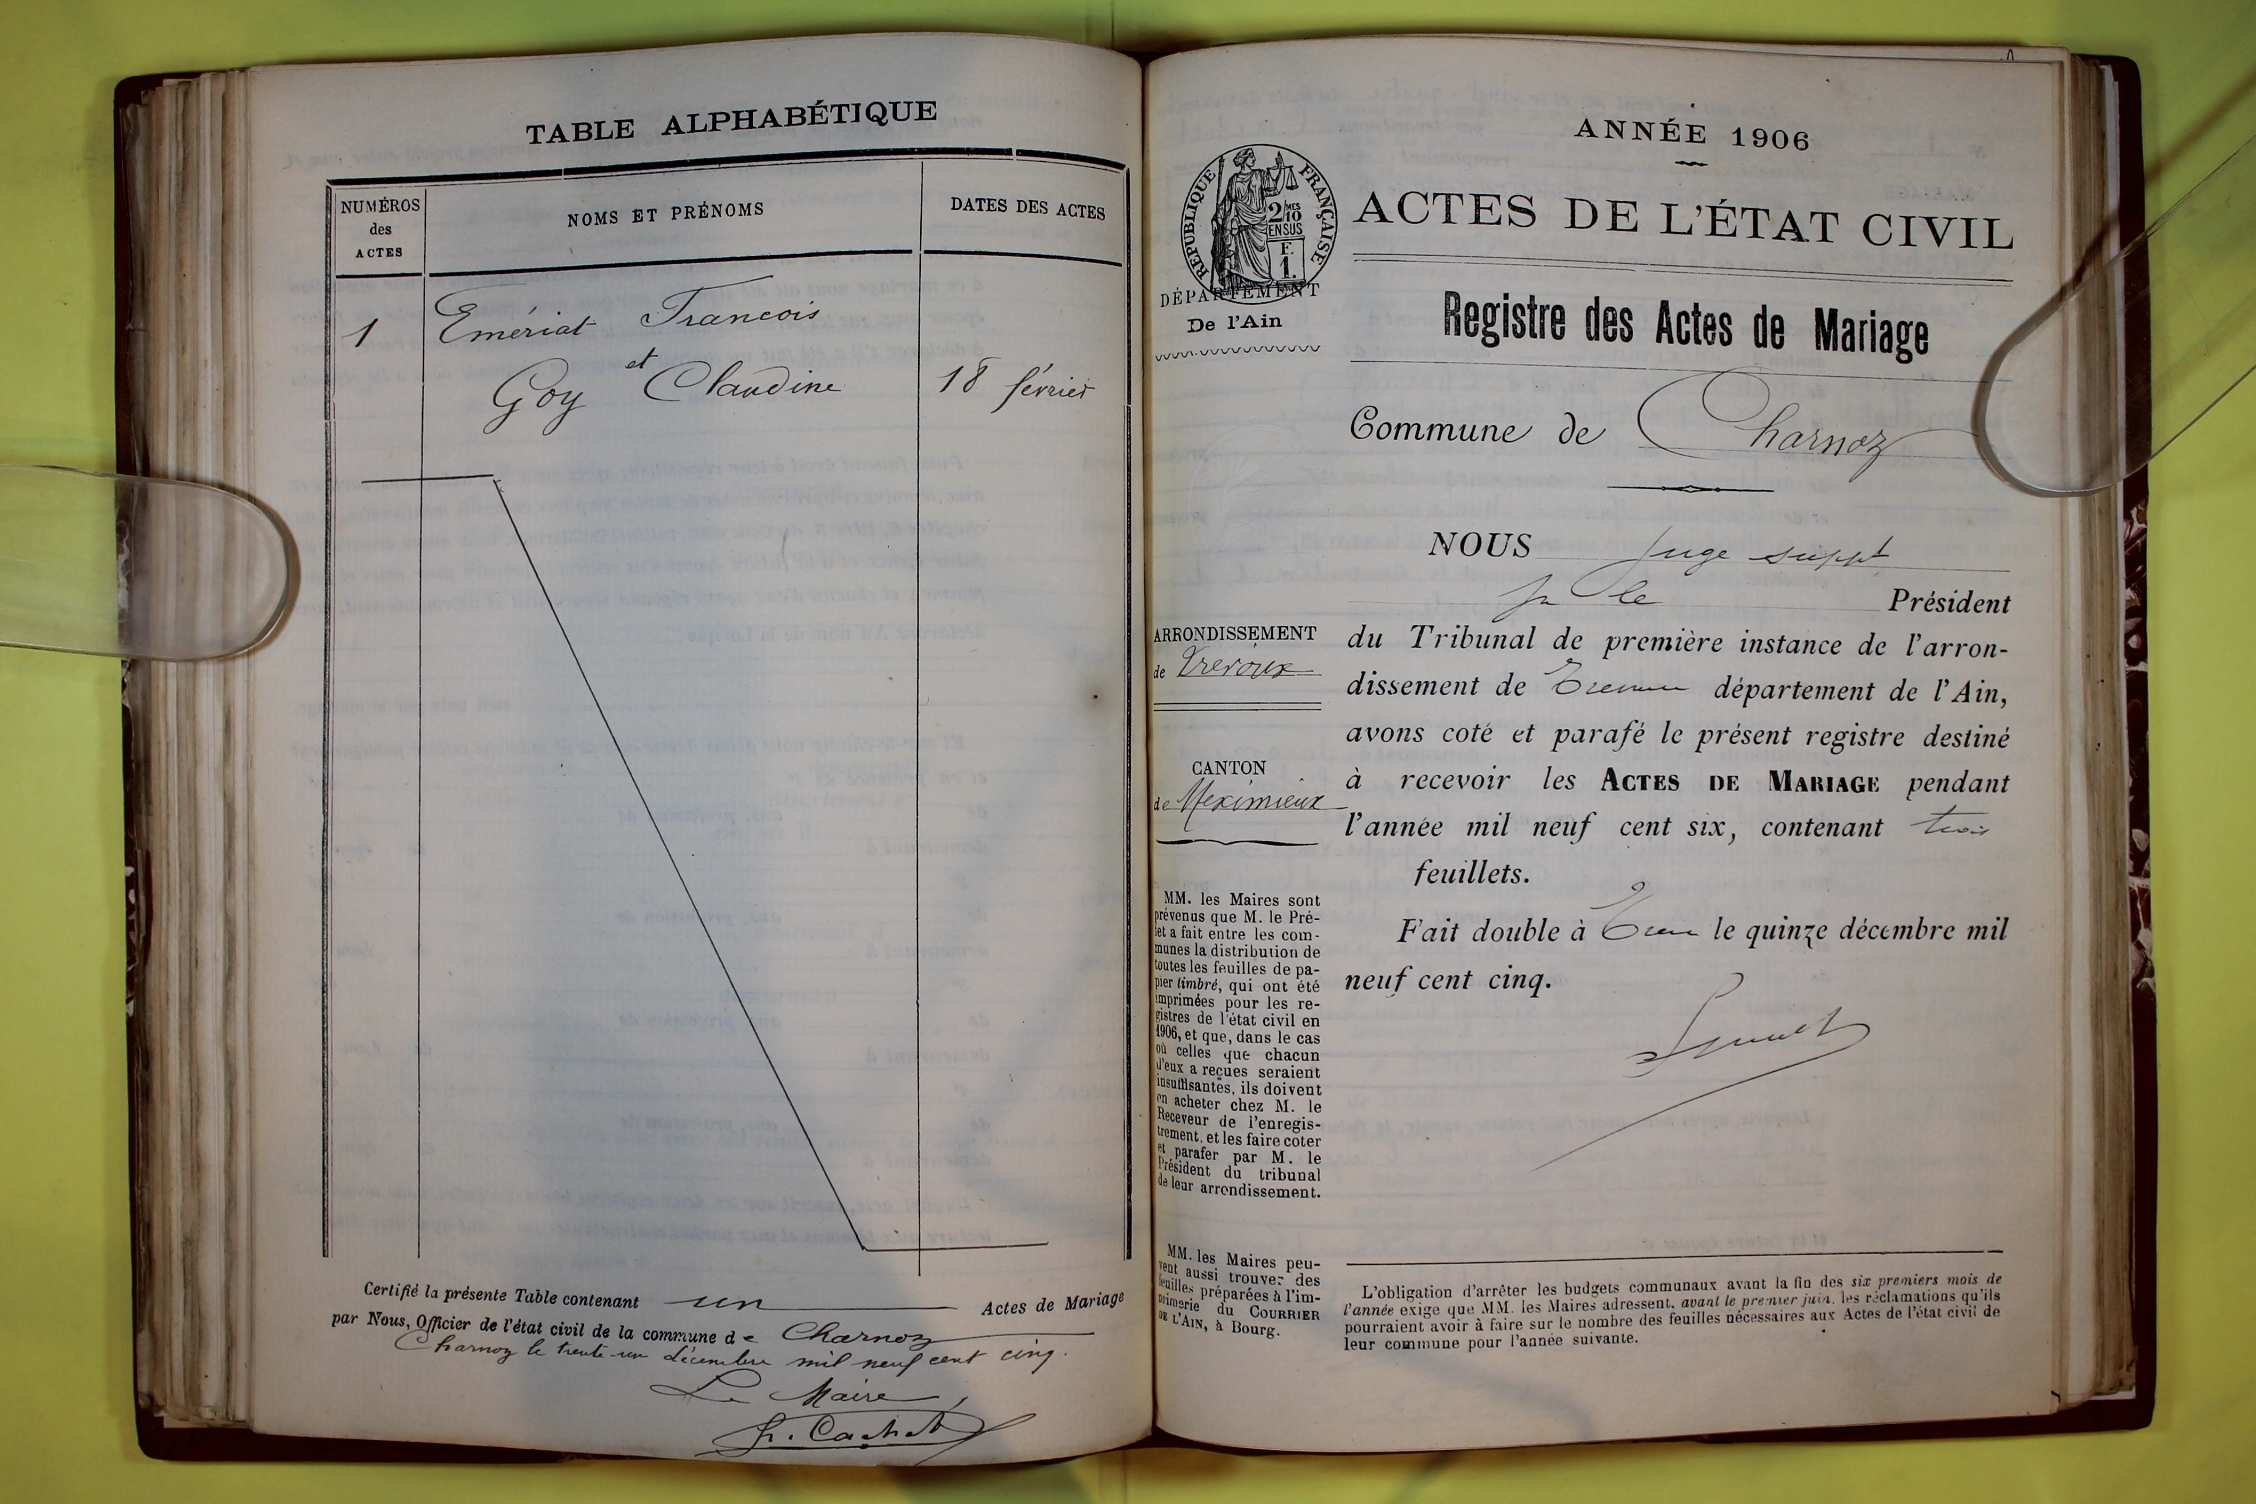 TABLE ALPHABÉTIQUE
NUMÉROS
des
ACTES
NOMS ET PRÉNOMS
DATES DES ACTES
1
Emériat Francois
et
Goy Claudine
18 février
Certifié la présente Table contenant un Actes de Mariage
par Nous, Officier de l'état civil de la commune de Charnoz
Charnoz le trente-un décembre mil neuf cent cinq.
Le Maire,
Cachet
ANNÉE 1906
RÉPUBLIQUE FRANÇAISE
2/10MES
EN SUS
F.
1.
DÉPARTEMENT
De l'Ain
ARRONDISSEMENT
de Trevoux
CANTON
de Meximieux
MM. les Maires sont
prévenus que M. le Pré-
fet a fait entre les com-
munes la distribution de
toutes les feuilles de pa-
pier timbré, qui ont été
imprimées pour les re-
gistres de l'état civil en
1906, et que, dans le cas
où celles que chacun
d'eux a reçues seraient
insuffisantes, ils doivent
en acheter chez M. le
Receveur de l'enregis-
trement, et les faire coter
et parafer par M. le
Président du tribunal
de leur arrondissement.
MM. les Maires peu-
vent aussi trouver des
feuilles préparées à l'im-
primerie du COURRIER
DE L'AIN, à Bourg.
ACTES DE L'ÉTAT CIVIL
Registre des Actes de Mariage
Commune de Charnoz
NOUS Juge suppt
pr le Président
du Tribunal de première instance de l'arron-
dissement de Trevoux département de l'Ain,
avons coté et parafé le présent registre destiné
à recevoir les ACTES DE MARIAGE pendant
l'année mil neuf cent six, contenant trois
feuillets.
Fait double à Trevoux le quinze décembre mil
neuf cent cinq.
L'obligation d'arrêter les budgets communaux avant la fin des six premiers mois de
l'année exige que MM. les Maires adressent, avant le premier juin, les réclamations qu'ils
pourraient avoir à faire sur le nombre des feuilles nécessaires aux Actes de l'état civil de
leur commune pour l'année suivante.